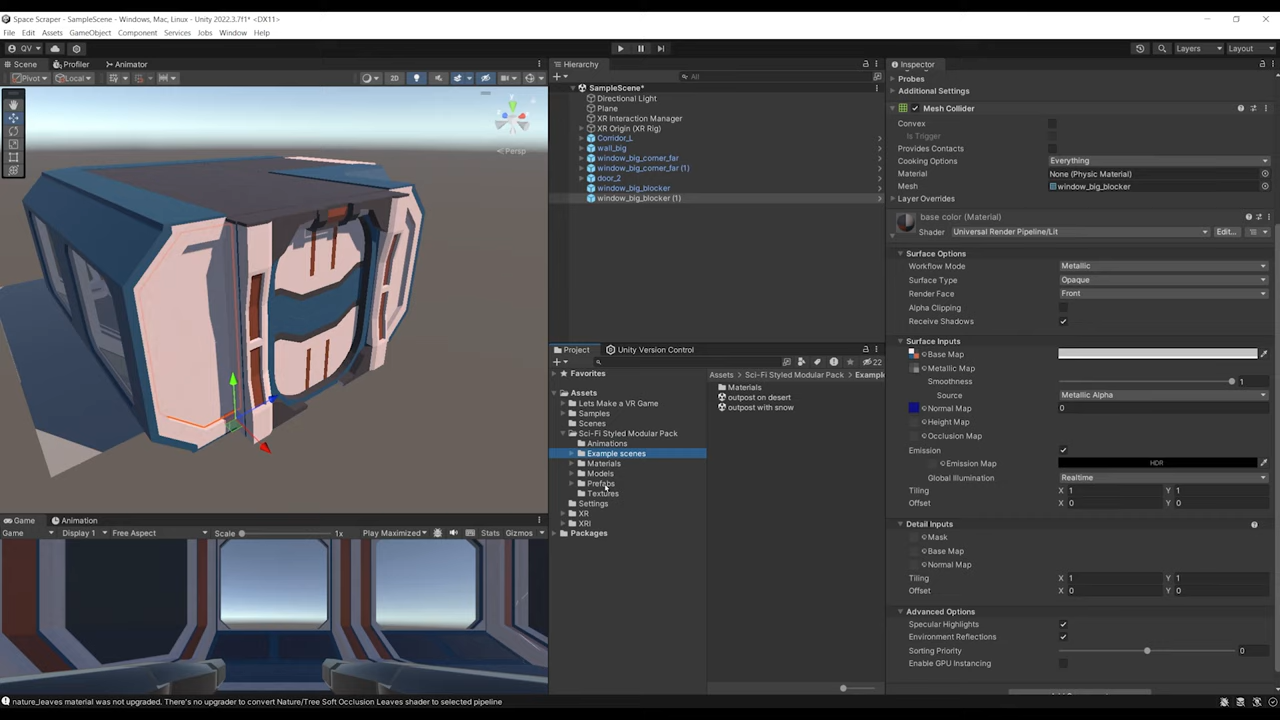 Space Scraper - SampleScene - Windows, Mac, Linux - Unity 2022.3.7f1* <DX11>
File Edit Assets GameObject Component Services Jobs Window Help
QV Layers Layout
Scene Profiler Animator
Pivot Local 2D
Persp
Hierarchy
All
SampleScene*
Directional Light
Plane
XR Interaction Manager
XR Origin (XR Rig)
Corridor_L
wall_big
window_big_corner_far
window_big_corner_far (1)
door_2
window_big_blocker
window_big_blocker (1)
Project Unity Version Control
22
Favorites
Assets
Lets Make a VR Game
Samples
Scenes
Sci-Fi Styled Modular Pack
Animations
Example scenes
Materials
Models
Prefabs
Textures
Settings
XR
XRI
Packages
Assets Sci-Fi Styled Modular Pack Example
Materials
outpost on desert
outpost with snow
Game Animation
Game Display 1 Free Aspect Scale 1x Play Maximized Stats Gizmos
Inspector
Probes
Additional Settings
Mesh Collider
Convex
Is Trigger
Provides Contacts
Cooking Options Everything
Material None (Physic Material)
Mesh window_big_blocker
Layer Overrides
base color (Material)
Shader Universal Render Pipeline/Lit Edit...
Surface Options
Workflow Mode Metallic
Surface Type Opaque
Render Face Front
Alpha Clipping
Receive Shadows
Surface Inputs
Base Map
Metallic Map
Smoothness 1
Source Metallic Alpha
Normal Map 0
Height Map
Occlusion Map
Emission
Emission Map HDR
Global Illumination Realtime
Tiling X 1 Y 1
Offset X 0 Y 0
Detail Inputs
Mask
Base Map
Normal Map
Tiling X 1 Y 1
Offset X 0 Y 0
Advanced Options
Specular Highlights
Environment Reflections
Sorting Priority 0
Enable GPU Instancing
nature_leaves material was not upgraded. There's no upgrader to convert Nature/Tree Soft Occlusion Leaves shader to selected pipeline